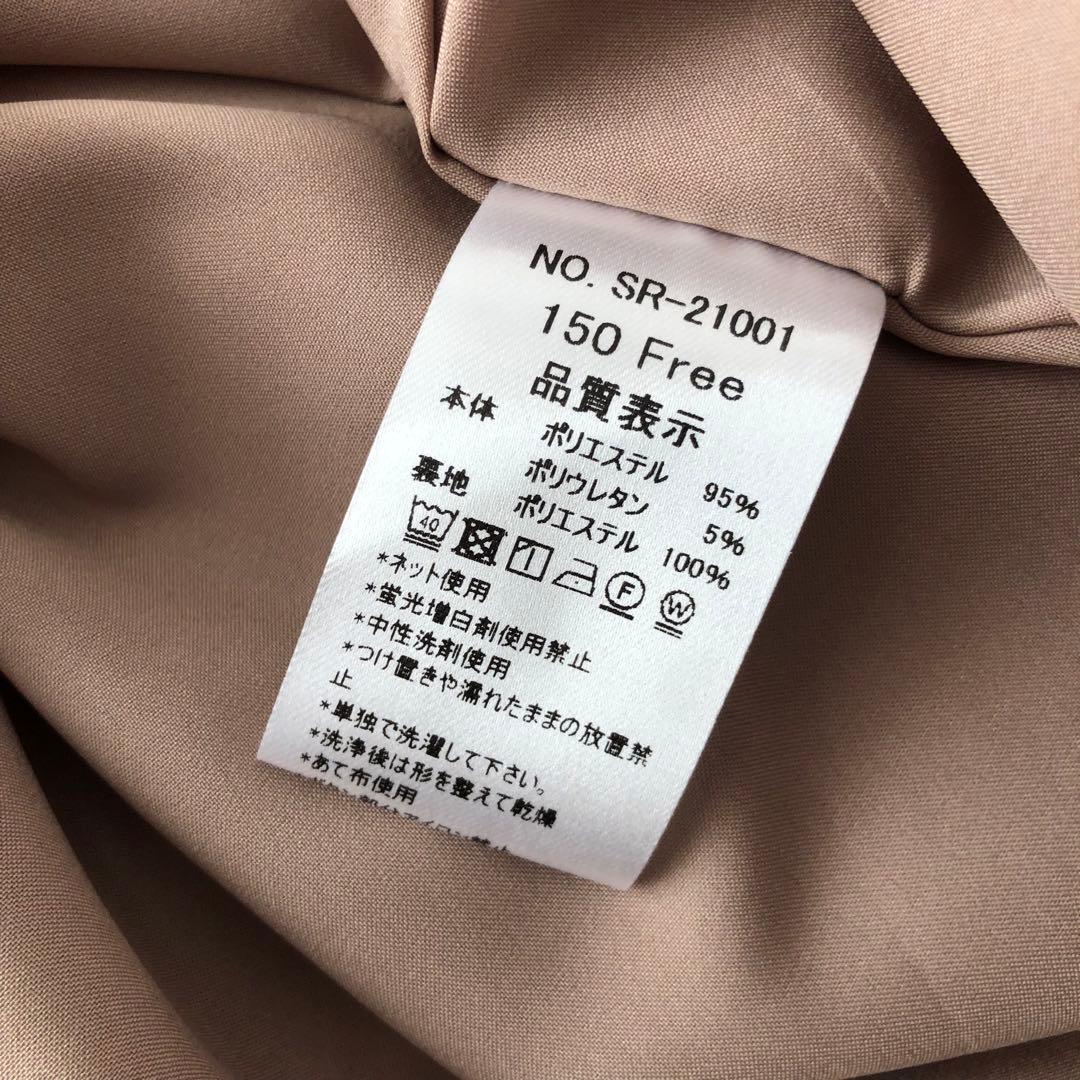 NO. SR-21001
150 Free
品質表示
本体 ポリエステル 95%
ポリウレタン 5%
裏地 ポリエステル 100%
40 F W
*ネット使用
*蛍光増白剤使用禁止
*中性洗剤使用
*つけ置きや濡れたままの放置禁
止
*単独で洗濯して下さい。
*洗浄後は形を整えて乾燥
*あて布使用